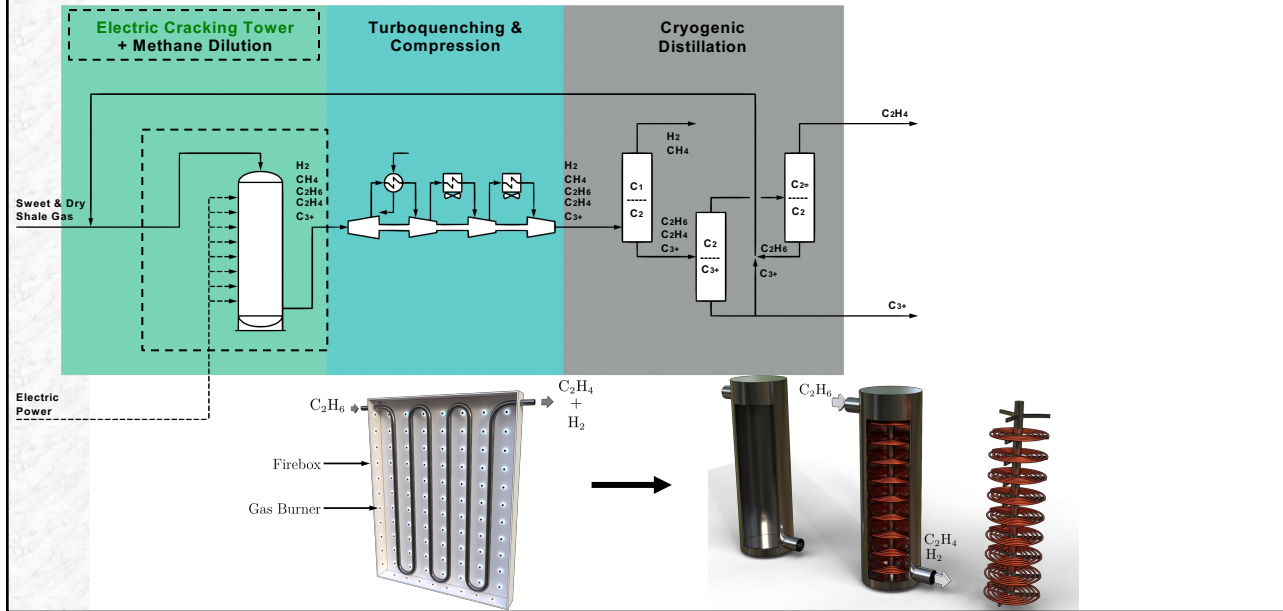 Electric Cracking Tower
+ Methane Dilution
Turboquenching &
Compression
Cryogenic
Distillation
Sweet & Dry
Shale Gas
Electric
Power
H2
CH4
C2H6
C2H4
C3+
H2
CH4
C2H6
C2H4
C3+
C1
-----
C2
H2
CH4
C2H6
C2H4
C3+
C2
-----
C3+
C2=
-----
C2
C2H6
C3+
C2H4
C3+
C2H6
C2H4
+
H2
Firebox
Gas Burner
C2H6
C2H4
H2